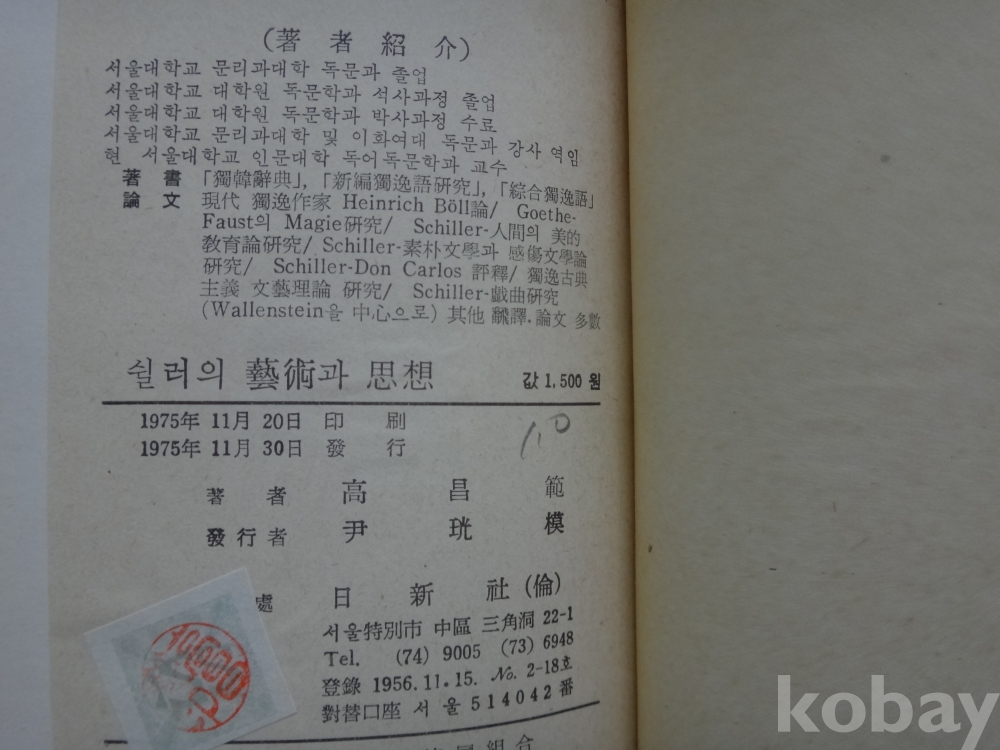 (著者紹介)
서울대학교 문리과대학 독문과 졸업
서울대학교 대학원 독문학과 석사과정 졸업
서울대학교 대학원 독문학과 박사과정 수료
서울대학교 문리과대학 및 이화여대 독문과 강사 역임
현 서울대학교 인문대학 독어독문학과 교수
著書 「獨韓辭典」, 「新編獨逸語研究」, 「綜合獨逸語」
論文 現代 獨逸作家 Heinrich Böll論/ Goethe-
Faust의 Magie研究/ Schiller-人間의 美的
敎育論硏究/ Schiller-素朴文學과 感傷文學論
硏究/ Schiller-Don Carlos 評釋/ 獨逸古典
主義 文藝理論 硏究/ Schiller-戱曲硏究
(Wallenstein을 中心으로) 其他 飜譯·論文 多數
쉴러의 藝術과 思想 값 1,500 원
1975年 11月 20日 印刷
1975年 11月 30日 發行
著者 高昌範
發行者 尹珖模
處 日新社 (倫)
서울特別市 中區 三角洞 22-1
Tel. (74) 9005 (73) 6948
登錄 1956.11.15. No. 2-18호
對替口座 서울 514042 番
組合
kobay